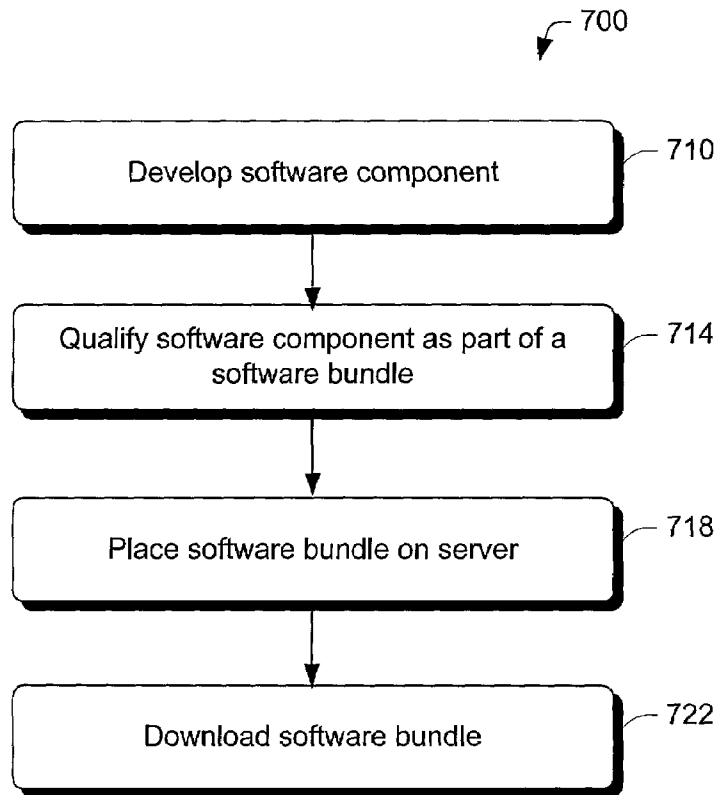 700
Develop software component
710
Qualify software component as part of a
software bundle
714
Place software bundle on server
718
Download software bundle
722